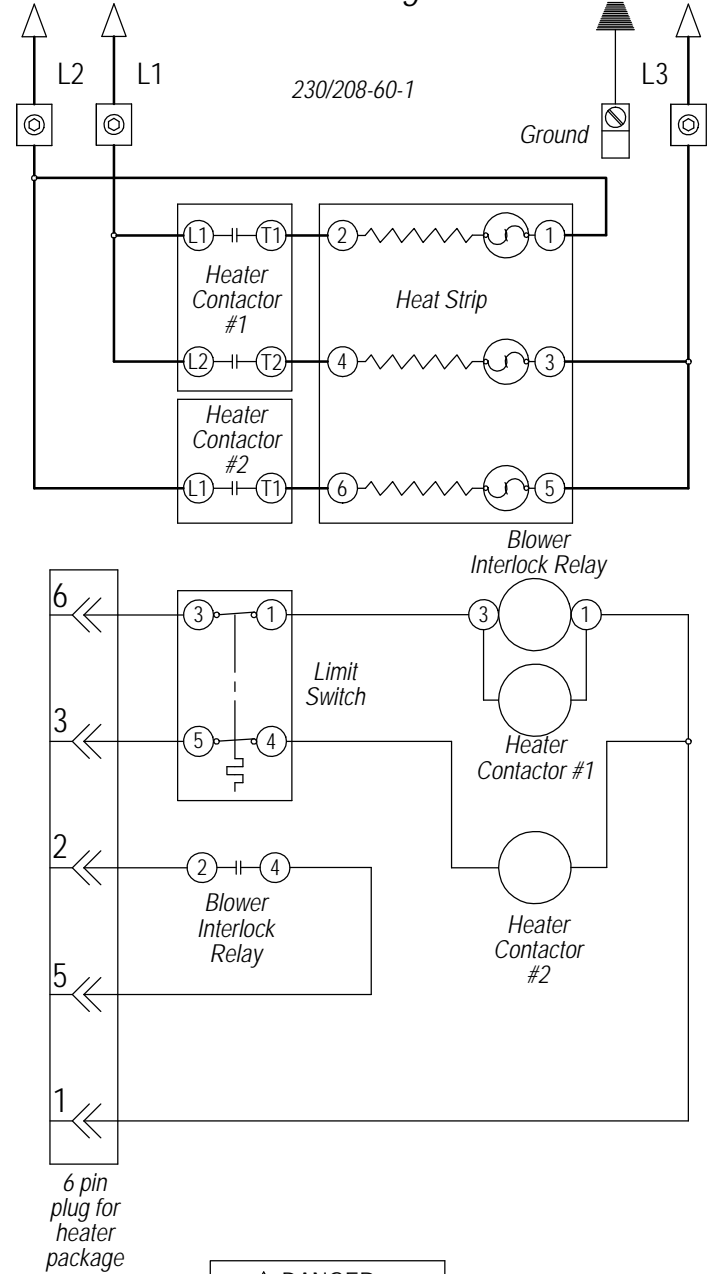 L2
L1
230/208-60-1
Ground
L3
L1
T1
2
1
Heater
Contactor
#1
Heat Strip
L2
T2
4
3
Heater
Contactor
#2
L1
T1
6
5
Blower
Interlock Relay
6
3
1
3
1
Limit
Switch
3
5
4
Heater
Contactor #1
2
2
4
Blower
Interlock
Relay
Heater
Contactor
#2
5
1
6 pin
plug for
heater
package
DANGER